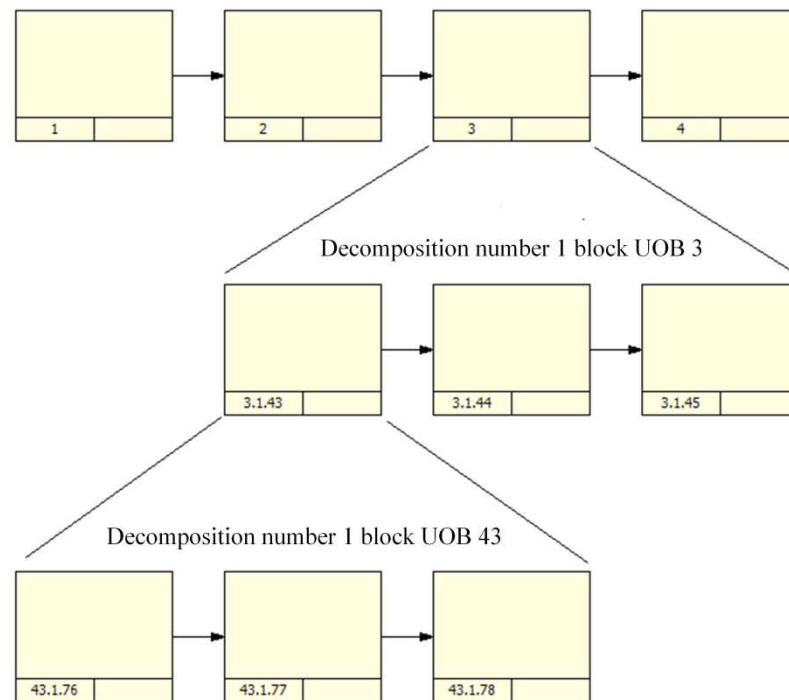 1 2 3 4
Decomposition number 1 block UOB 3
3.1.43 3.1.44 3.1.45
Decomposition number 1 block UOB 43
43.1.76 43.1.77 43.1.78